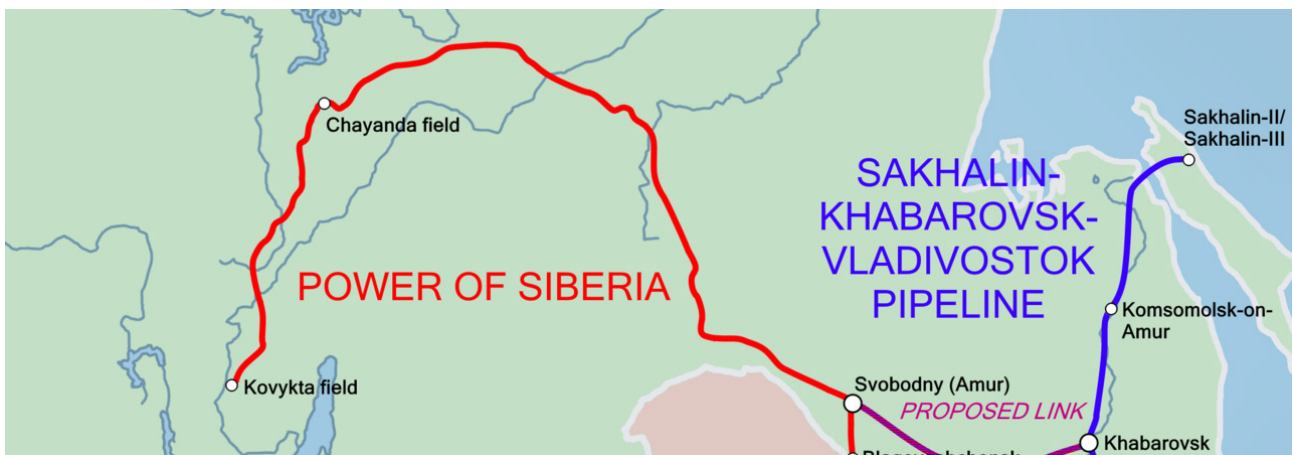 Chayanda field
Sakhalin-II/
Sakhalin-III
SAKHALIN-
KHABAROVSK-
VLADIVOSTOK
PIPELINE
POWER OF SIBERIA
Komsomolsk-on-
Amur
Kovykta field
Svobodny (Amur)
PROPOSED LINK
Khabarovsk